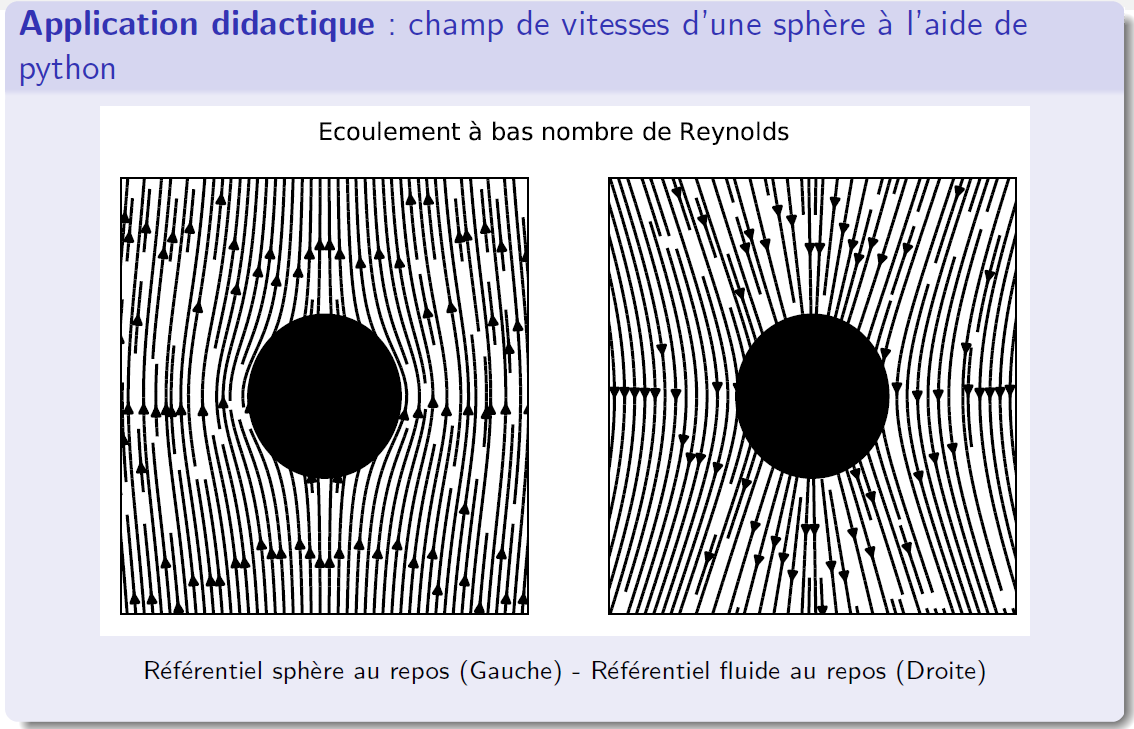 Application didactique : champ de vitesses d'une sphère à l'aide de
python
Ecoulement à bas nombre de Reynolds
Référentiel sphère au repos (Gauche) - Référentiel fluide au repos (Droite)